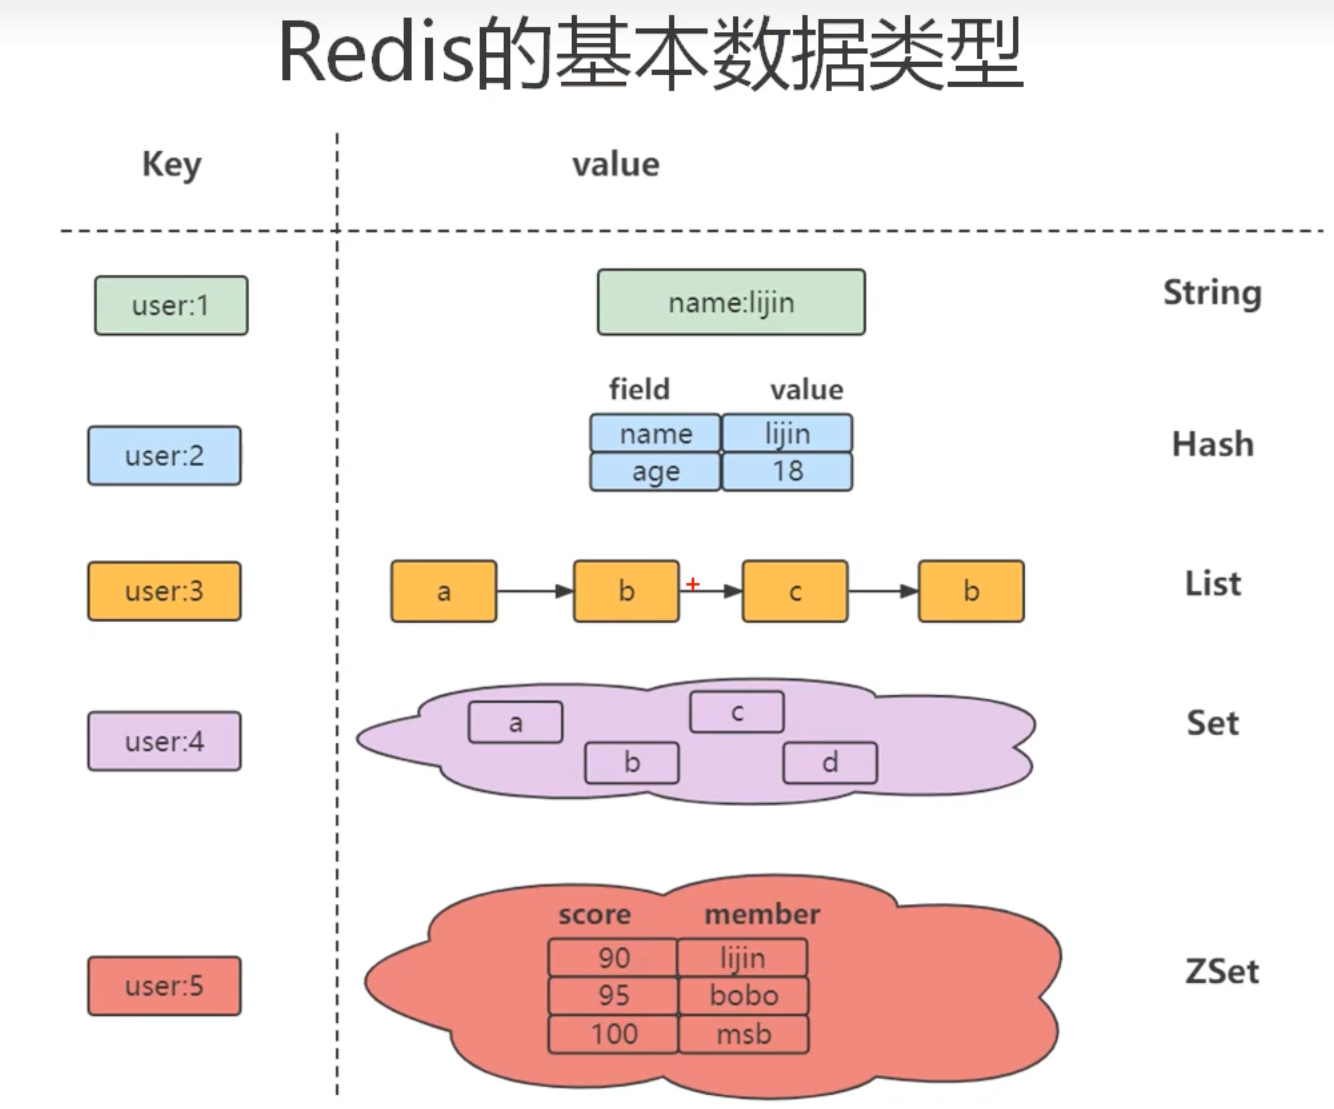 Redis的基本数据类型
Key value
user:1 name:lijin String
field value
user:2 name lijin Hash
age 18
user:3 a b c b List
user:4 a c Set
b d
score member
90 lijin
user:5 95 bobo ZSet
100 msb